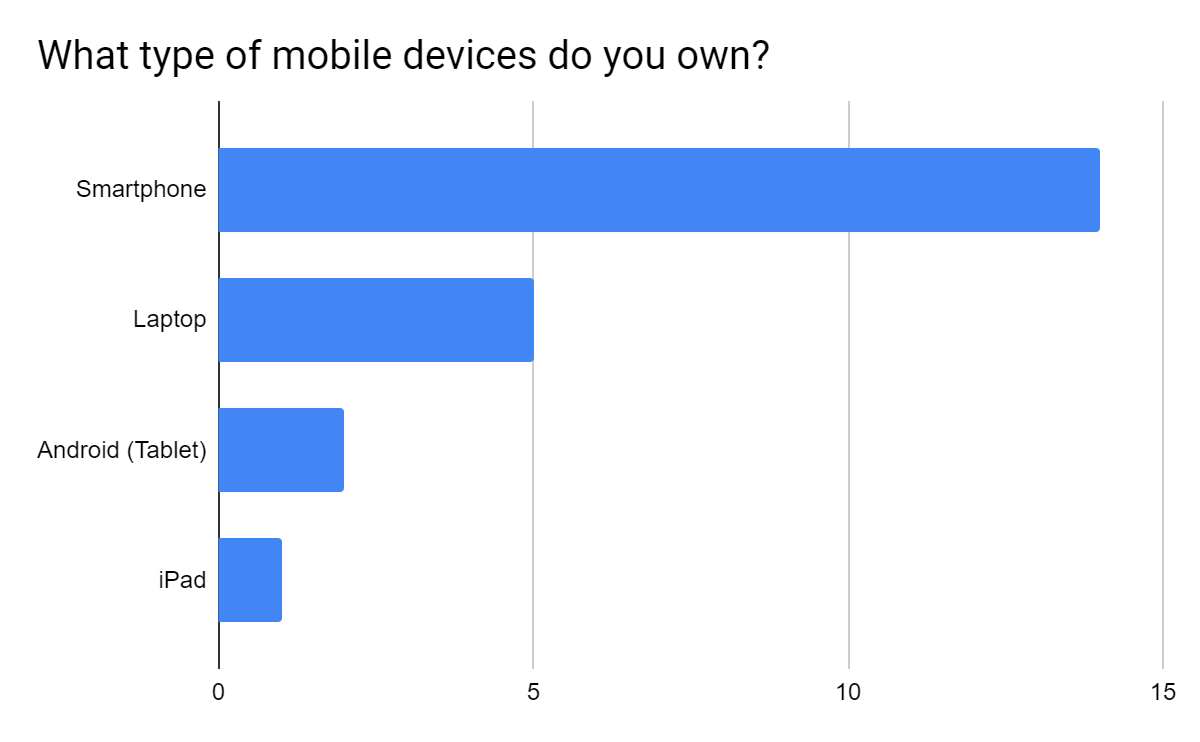 What type of mobile devices do you own?
Smartphone
Laptop
Android (Tablet)
iPad
0 5 10 15